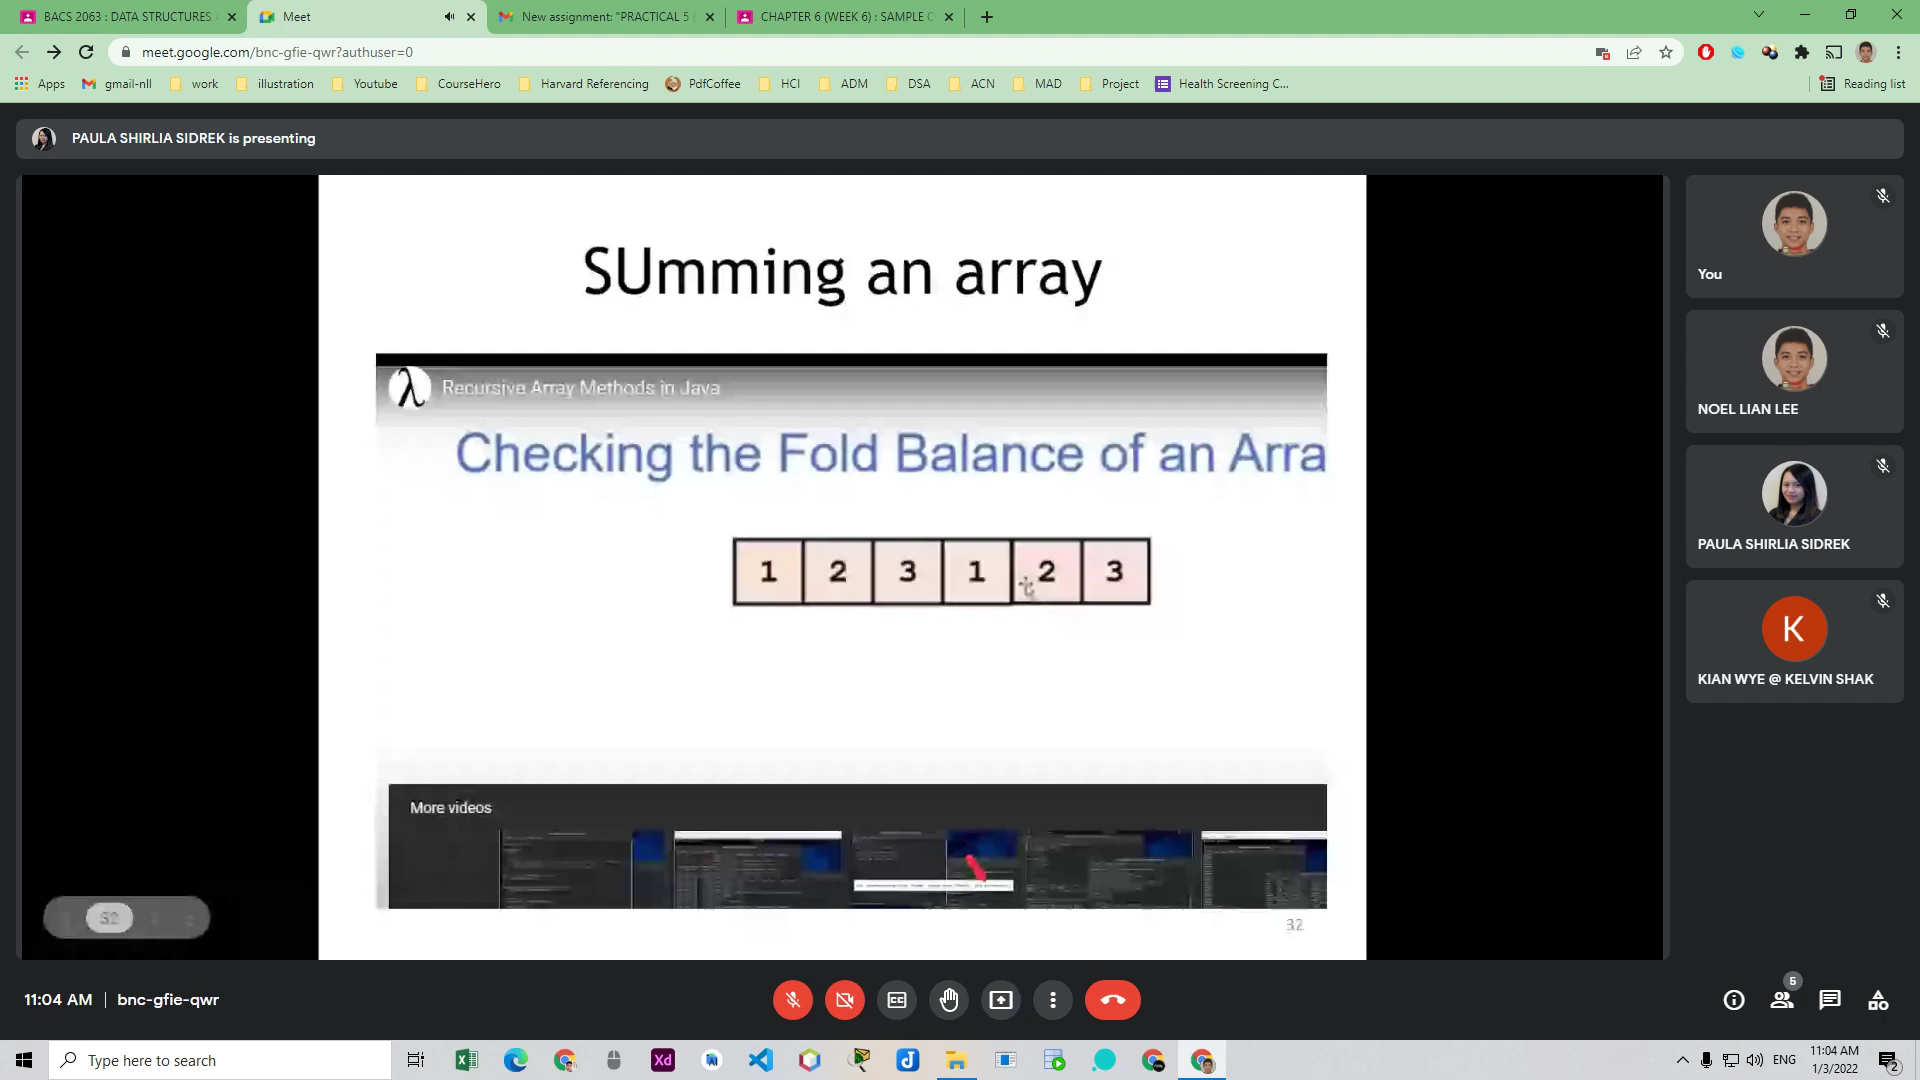 BACS 2063 : DATA STRUCTURES
Meet
New assignment: "PRACTICAL 5
CHAPTER 6 (WEEK 6) : SAMPLE C
meet.google.com/bnc-gfie-qwr?authuser=0
Apps
gmail-nll
work
illustration
Youtube
CourseHero
Harvard Referencing
PdfCoffee
HCI
ADM
DSA
ACN
MAD
Project
Health Screening C...
Reading list
PAULA SHIRLIA SIDREK is presenting
SUmming an array
λ
Recursive Array Methods in Java
Checking the Fold Balance of an Arra
1 2 3 1 2 3
More videos
32
32
You
NOEL LIAN LEE
PAULA SHIRLIA SIDREK
K
KIAN WYE @ KELVIN SHAK
11:04 AM | bnc-gfie-qwr
5
Type here to search
Xd
ENG
11:04 AM
1/3/2022
2